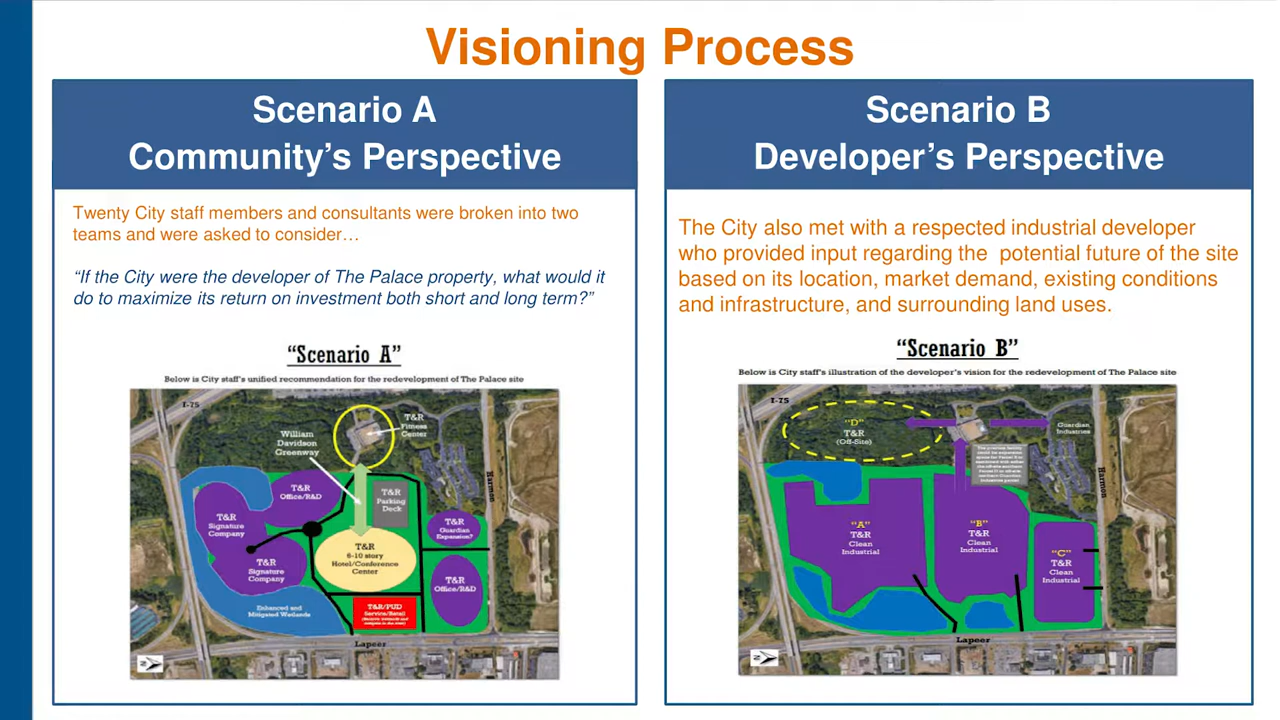 Visioning Process
Scenario A
Community’s Perspective
Twenty City staff members and consultants were broken into two
teams and were asked to consider…
“If the City were the developer of The Palace property, what would it
do to maximize its return on investment both short and long term?”
“Scenario A”
Below is City staff's unified recommendation for the redevelopment of The Palace site
I-75
T&R
Fitness
Center
William
Davidson
Greenway
T&R
Office/R&D
T&R
Parking
Deck
Harmon
T&R
Signature
Company
T&R
Guardian
Expansion?
T&R
6-10 story
Hotel/Conference
Center
T&R
Signature
Company
T&R
Office/R&D
Enhanced and
Mitigated Wetlands
T&R/PUD
Service/Retail
Lapeer
N
Scenario B
Developer’s Perspective
The City also met with a respected industrial developer
who provided input regarding the  potential future of the site
based on its location, market demand, existing conditions
and infrastructure, and surrounding land uses.
“Scenario B”
Below is City staff's illustration of the developer's vision for the redevelopment of The Palace site
I-75
“D”
T&R
(Off-Site)
Guardian
Industries
Harmon
“A”
T&R
Clean
Industrial
“B”
T&R
Clean
Industrial
“C”
T&R
Clean
Industrial
Lapeer
N